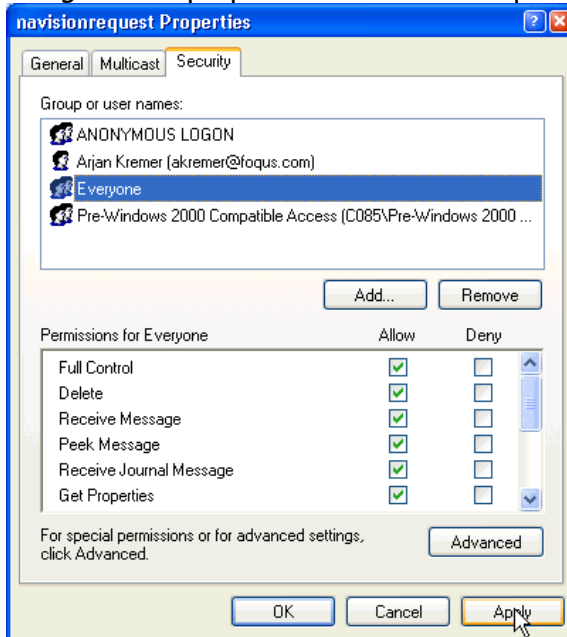 navisionrequest Properties
General Multicast Security
Group or user names:
ANONYMOUS LOGON
Arjan Kremer (akremer@foqus.com)
Everyone
Pre-Windows 2000 Compatible Access (C085\Pre-Windows 2000 ...
Add... Remove
Permissions for Everyone Allow Deny
Full Control
Delete
Receive Message
Peek Message
Receive Journal Message
Get Properties
For special permissions or for advanced settings,
click Advanced.
Advanced
OK Cancel Apply